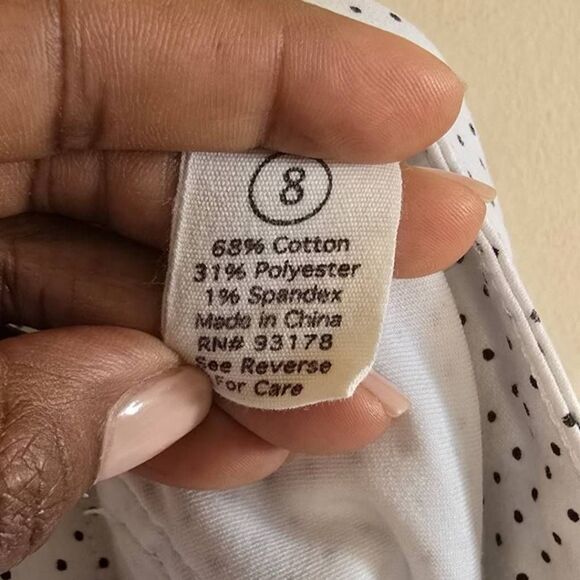 8
68% Cotton
31% Polyester
1% Spandex
Made in China
RN# 93178
See Reverse
For Care